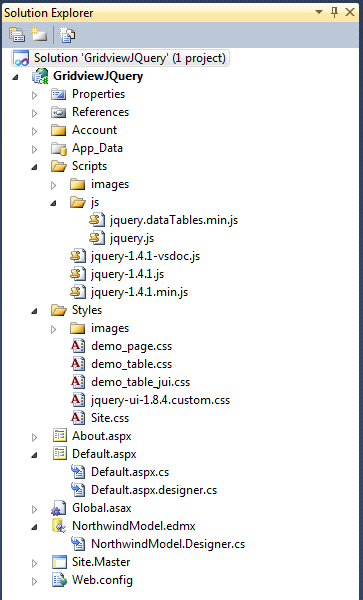 Solution Explorer
Solution 'GridviewJQuery' (1 project)
GridviewJQuery
Properties
References
Account
App_Data
Scripts
images
js
jquery.dataTables.min.js
jquery.js
jquery-1.4.1-vsdoc.js
jquery-1.4.1.js
jquery-1.4.1.min.js
Styles
images
demo_page.css
demo_table.css
demo_table_jui.css
jquery-ui-1.8.4.custom.css
Site.css
About.aspx
Default.aspx
Default.aspx.cs
Default.aspx.designer.cs
Global.asax
NorthwindModel.edmx
NorthwindModel.Designer.cs
Site.Master
Web.config